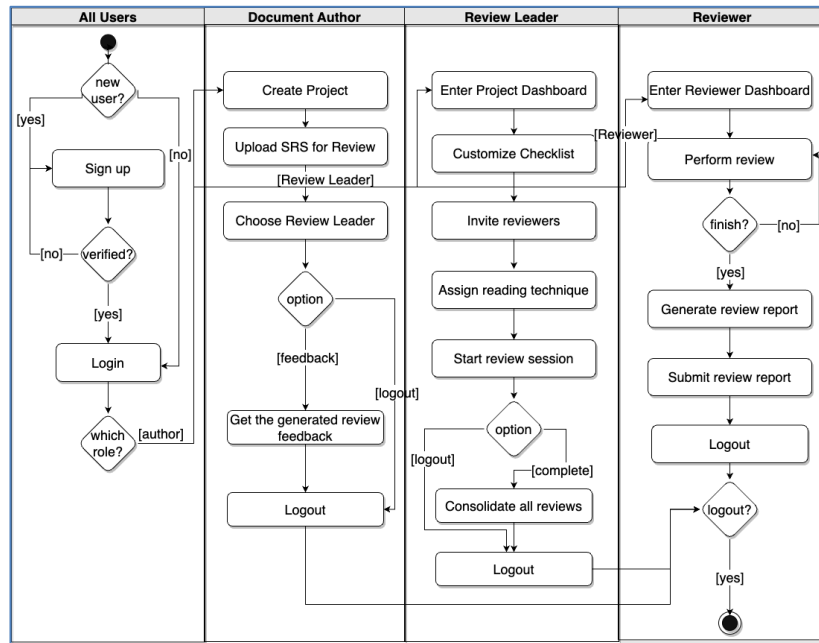 All Users
new
user?
[yes]
[no]
Sign up
[no]
verified?
[yes]
Login
which
role?
[author]
Document Author
Create Project
Upload SRS for Review
[Review Leader]
Choose Review Leader
option
[feedback]
[logout]
Get the generated review
feedback
Logout
Review Leader
Enter Project Dashboard
Customize Checklist
Invite reviewers
Assign reading technique
Start review session
option
[logout]
[complete]
Consolidate all reviews
Logout
Reviewer
Enter Reviewer Dashboard
[Reviewer]
Perform review
finish?
[no]
[yes]
Generate review report
Submit review report
Logout
logout?
[yes]